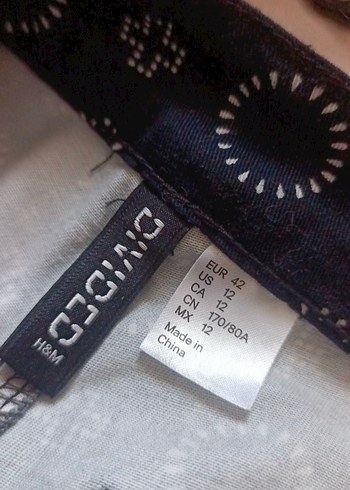 DIVIDED
H&M
EUR 42
US 12
CA 12
CN 170/80A
MX 12
Made in
China